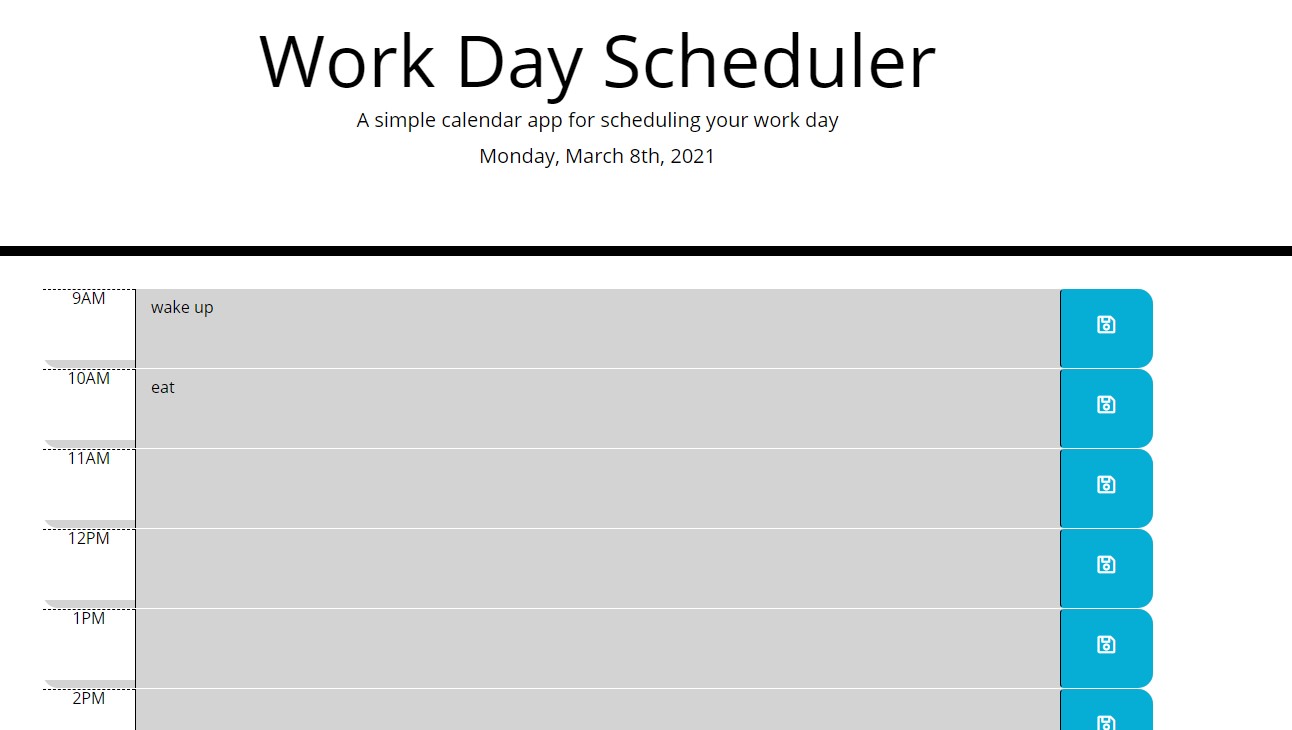 Work Day Scheduler
A simple calendar app for scheduling your work day
Monday, March 8th, 2021
9AM
wake up
10AM
eat
11AM
12PM
1PM
2PM